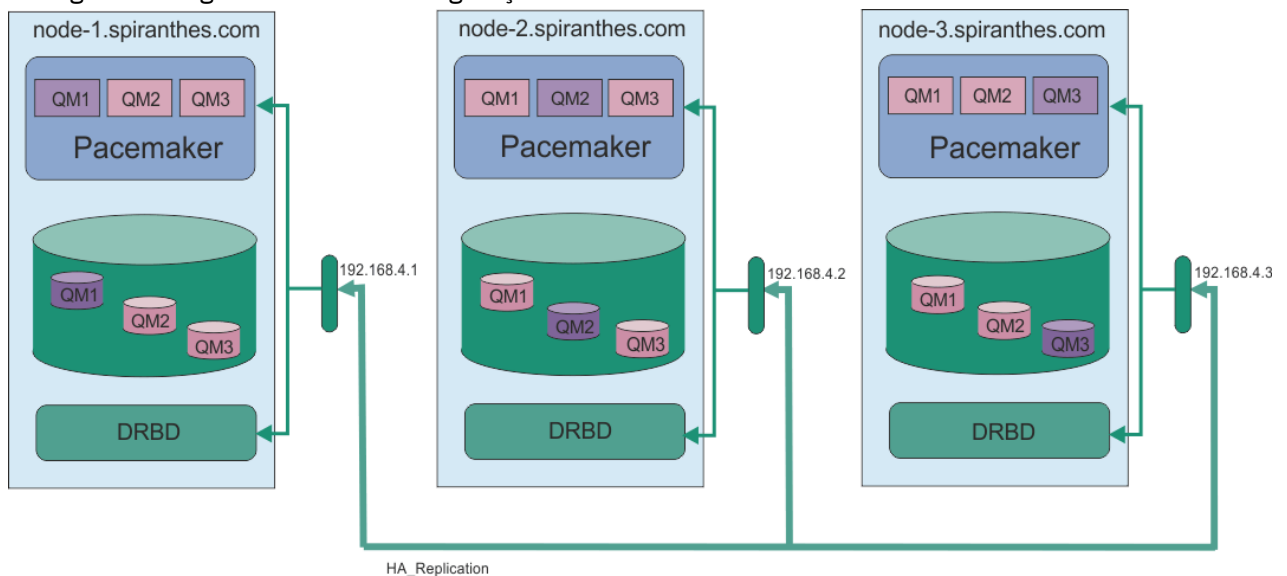 node-1.spiranthes.com
QM1 QM2 QM3
Pacemaker
QM1
QM2
QM3
DRBD
192.168.4.1
node-2.spiranthes.com
QM1 QM2 QM3
Pacemaker
QM1
QM2
QM3
DRBD
192.168.4.2
node-3.spiranthes.com
QM1 QM2 QM3
Pacemaker
QM1
QM2
QM3
DRBD
192.168.4.3
HA_Replication